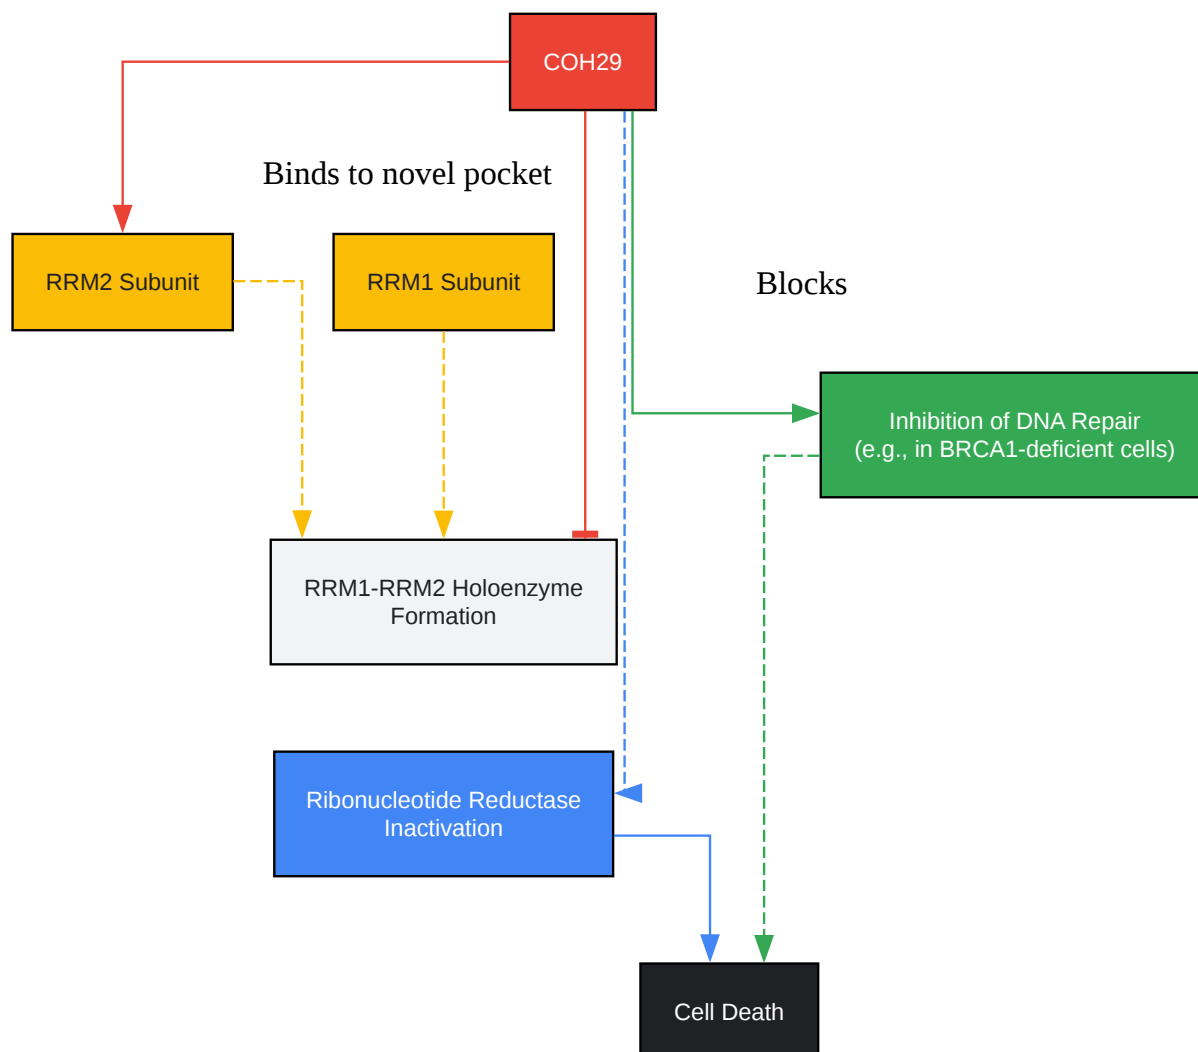 COH29
Binds to novel pocket
RRM2 Subunit
RRM1 Subunit
Blocks
Inhibition of DNA Repair
(e.g., in BRCA1-deficient cells)
RRM1-RRM2 Holoenzyme
Formation
Ribonucleotide Reductase
Inactivation
Cell Death